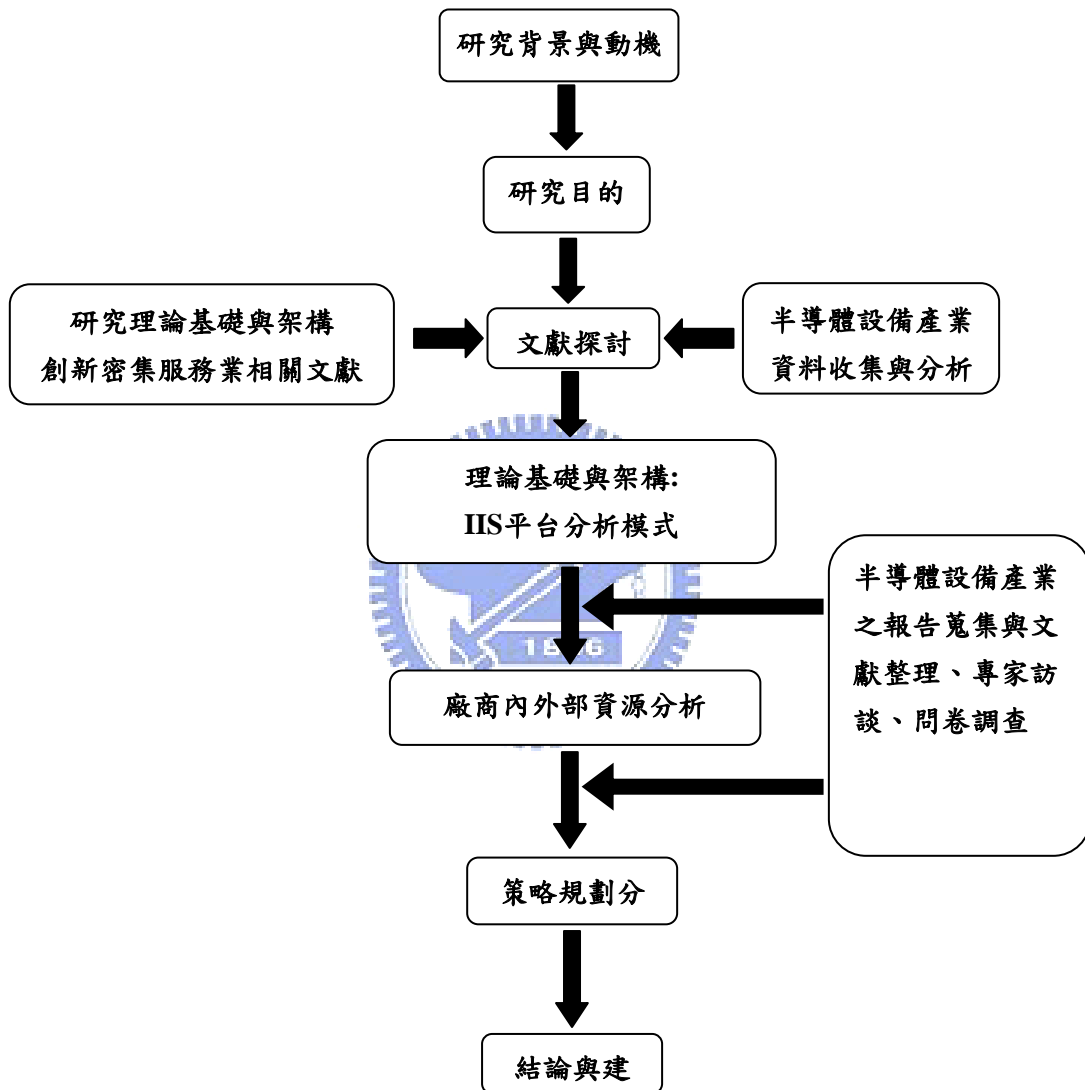 研究背景與動機
研究目的
研究理論基礎與架構
創新密集服務業相關文獻
文獻探討
半導體設備產業
資料收集與分析
理論基礎與架構:
IIS平台分析模式
半導體設備產業
之報告蒐集與文
獻整理、專家訪
談、問卷調查
廠商內外部資源分析
策略規劃分
結論與建